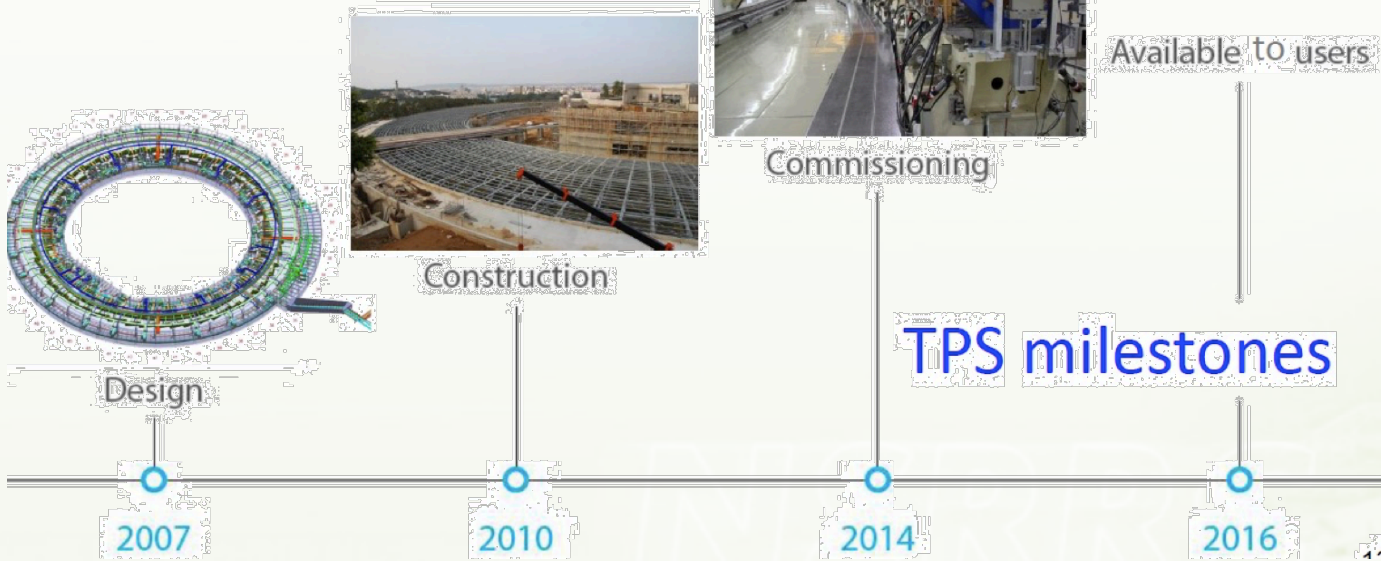 Available to users
Commissioning
Construction
TPS milestones
Design
2007 2010 2014 2016